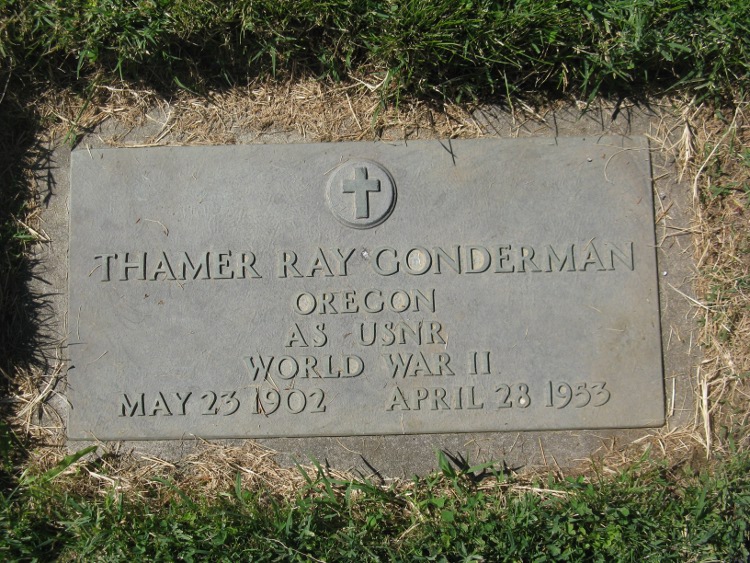 THAMER RAY GONDERMAN
OREGON
AS USNR
WORLD WAR II
MAY 23 1902 APRIL 28 1953